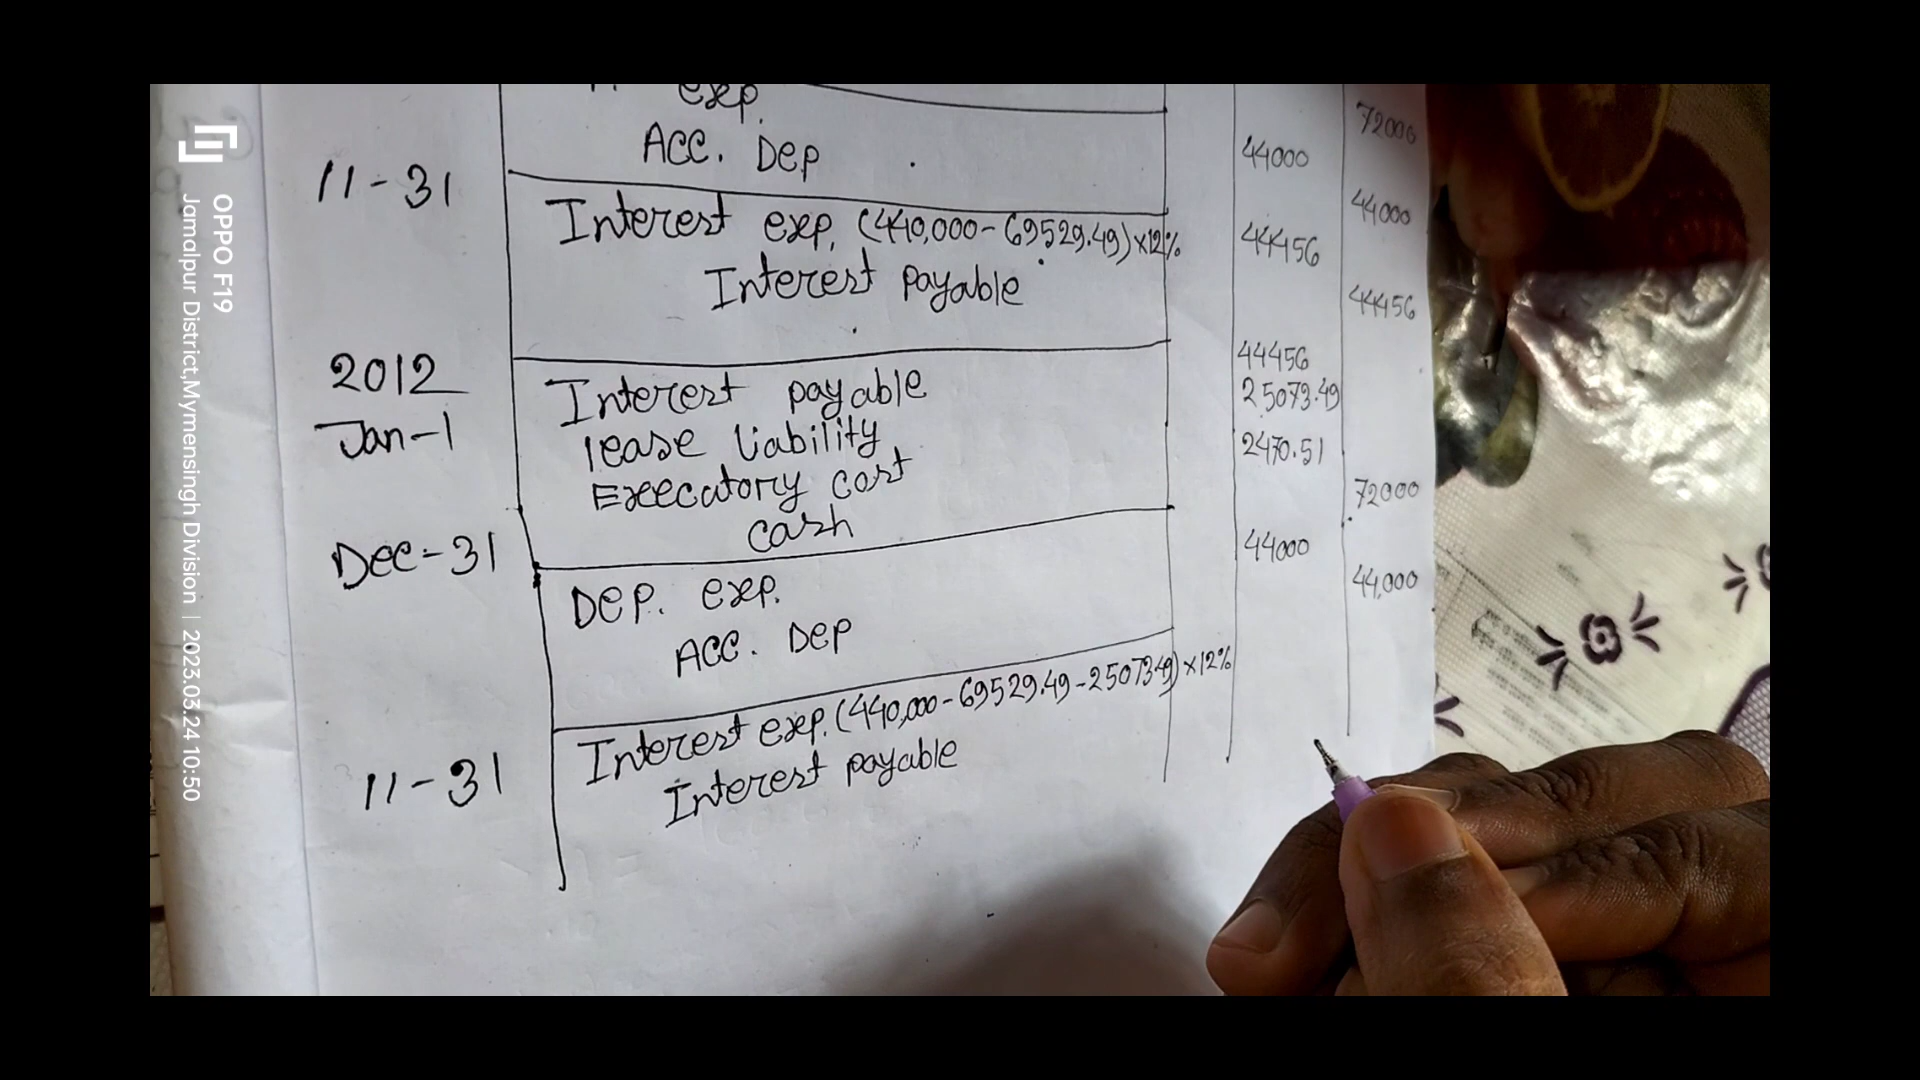 exp.
72000
ACC. Dep
44000
11-31
44000
Interest exp. (440,000-69529.49)×12%
44456
Interest payable
44456
2012
Jan-1
Interest payable
44456
lease liability
25073.49
Execatory cost
2470.51
cash
72000
Dec-31
Dep. exp.
44000
ACC. Dep
44,000
11-31
Interest exp. (440,000-69529.49-25073.49)×12%
Interest payable
OPPO F19
Jamalpur District,Mymensingh Division | 2023.03.24 10:50